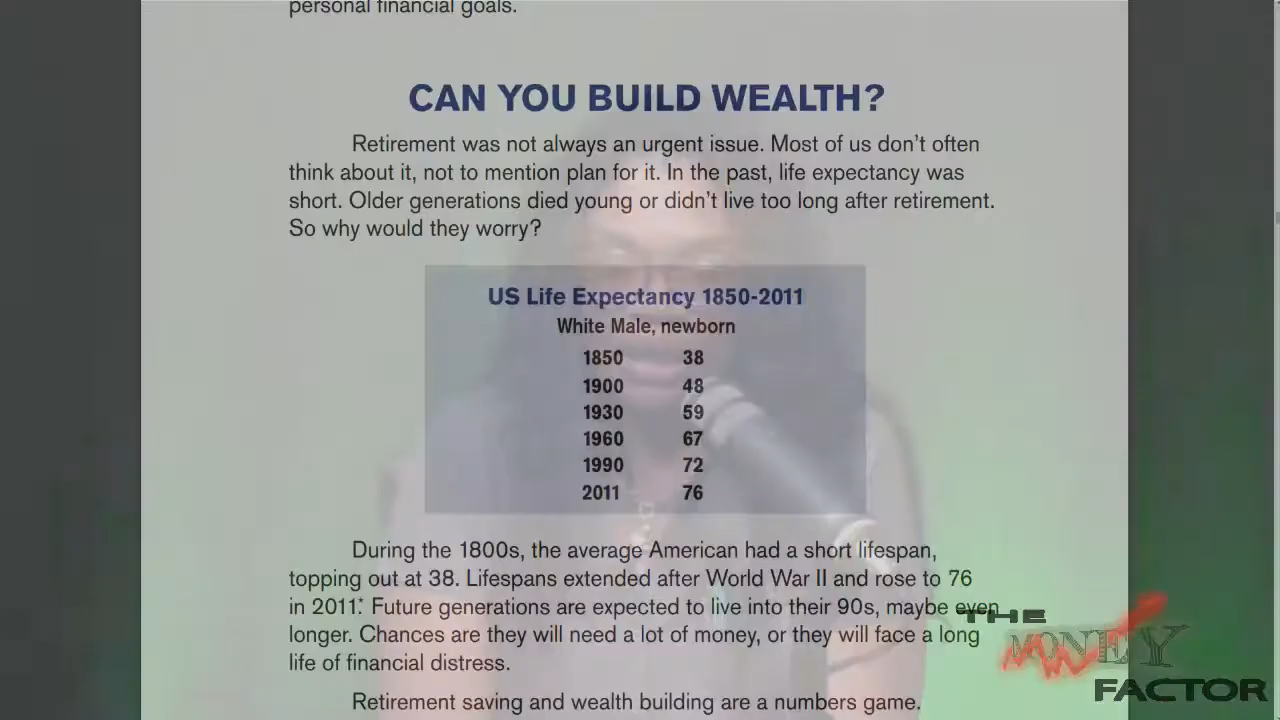 personal financial goals.
CAN YOU BUILD WEALTH?
Retirement was not always an urgent issue. Most of us don't often
think about it, not to mention plan for it. In the past, life expectancy was
short. Older generations died young or didn't live too long after retirement.
So why would they worry?
US Life Expectancy 1850-2011
White Male, newborn
1850 38
1900 48
1930 59
1960 67
1990 72
2011 76
During the 1800s, the average American had a short lifespan,
topping out at 38. Lifespans extended after World War II and rose to 76
in 2011. Future generations are expected to live into their 90s, maybe even
longer. Chances are they will need a lot of money, or they will face a long
life of financial distress.
Retirement saving and wealth building are a numbers game.
THE
MONEY
FACTOR